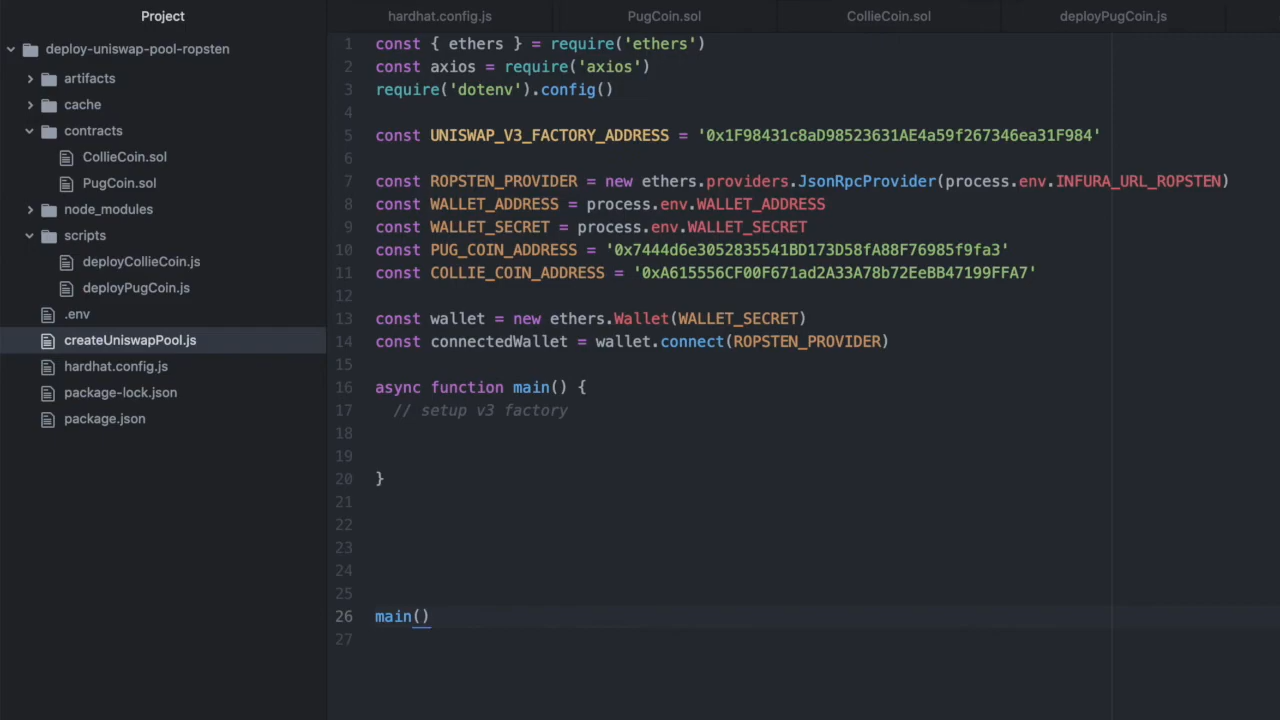 Project
deploy-uniswap-pool-ropsten
artifacts
cache
contracts
CollieCoin.sol
PugCoin.sol
node_modules
scripts
deployCollieCoin.js
deployPugCoin.js
.env
createUniswapPool.js
hardhat.config.js
package-lock.json
package.json
hardhat.config.js PugCoin.sol CollieCoin.sol deployPugCoin.js
1 const { ethers } = require('ethers')
2 const axios = require('axios')
3 require('dotenv').config()
4
5 const UNISWAP_V3_FACTORY_ADDRESS = '0x1F98431c8aD98523631AE4a59f267346ea31F984'
6
7 const ROPSTEN_PROVIDER = new ethers.providers.JsonRpcProvider(process.env.INFURA_URL_ROPSTEN)
8 const WALLET_ADDRESS = process.env.WALLET_ADDRESS
9 const WALLET_SECRET = process.env.WALLET_SECRET
10 const PUG_COIN_ADDRESS = '0x7444d6e3052835541BD173D58fA88F76985f9fa3'
11 const COLLIE_COIN_ADDRESS = '0xA615556CF00F671ad2A33A78b72EeBB47199FFA7'
12
13 const wallet = new ethers.Wallet(WALLET_SECRET)
14 const connectedWallet = wallet.connect(ROPSTEN_PROVIDER)
15
16 async function main() {
17 // setup v3 factory
18
19
20 }
21
22
23
24
25
26 main()
27